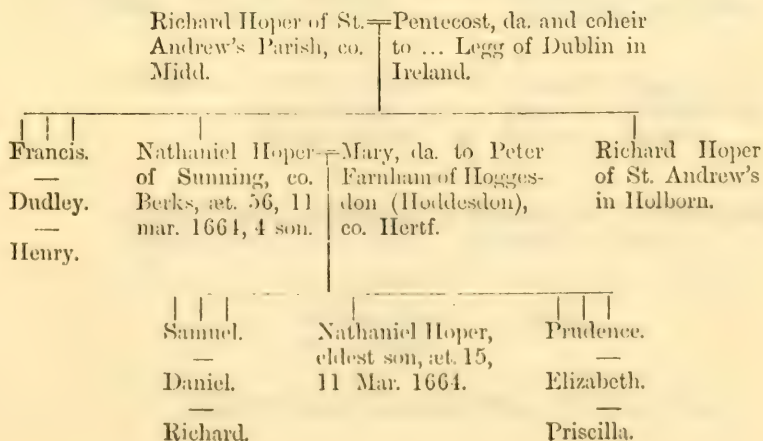 Richard Hoper of St.
Andrew's Parish, co.
Midd.
Pentecost, da. and coheir
to ... Legg of Dublin in
Ireland.
Francis.
—
Dudley.
—
Henry.
Nathaniel Hoper
of Sunning, co.
Berks, æt. 56, 11
mar. 1664, 4 son.
Mary, da. to Peter
Farnham of Hogges-
don (Hoddesdon),
co. Hertf.
Richard Hoper
of St. Andrew's
in Holborn.
Samuel.
—
Daniel.
—
Richard.
Nathaniel Hoper,
eldest son, æt. 15,
11 Mar. 1664.
Prudence.
—
Elizabeth.
—
Priscilla.